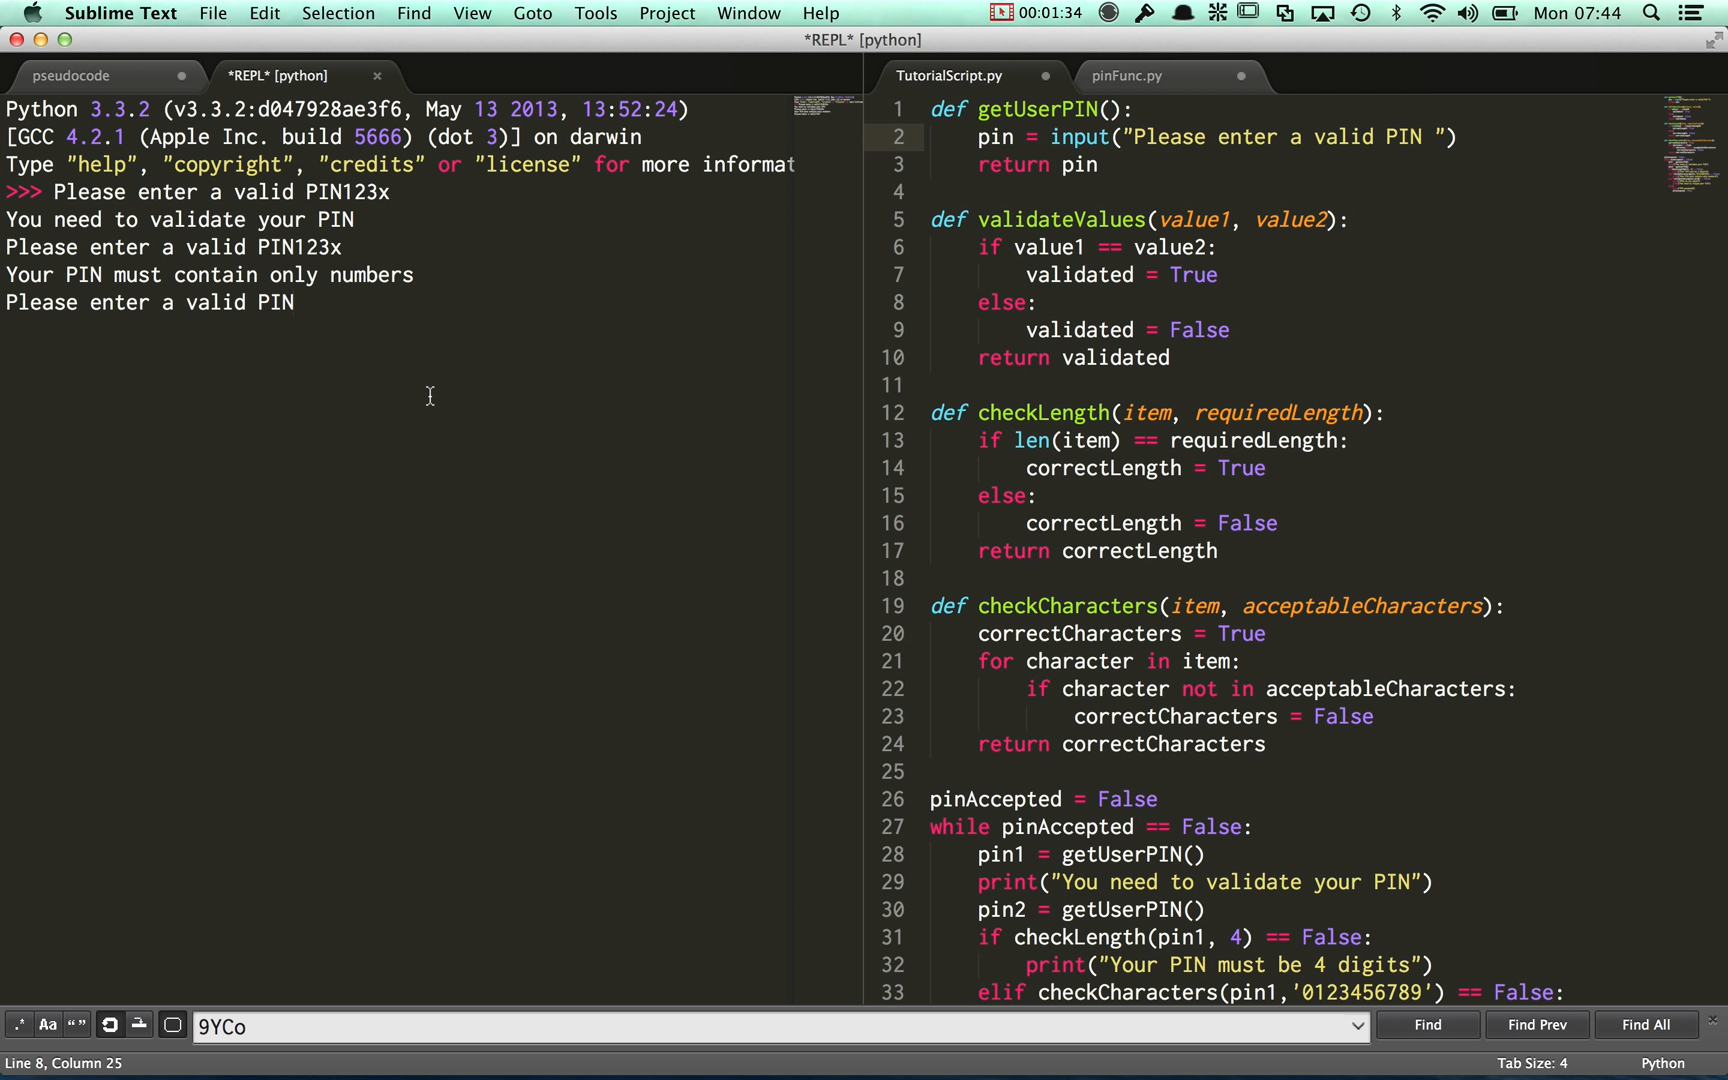 Sublime Text File Edit Selection Find View Goto Tools Project Window Help 00:01:34 Mon 07:44
*REPL* [python]
pseudocode *REPL* [python] × TutorialScript.py pinFunc.py
Python 3.3.2 (v3.3.2:d047928ae3f6, May 13 2013, 13:52:24)
[GCC 4.2.1 (Apple Inc. build 5666) (dot 3)] on darwin
Type "help", "copyright", "credits" or "license" for more informat
>>> Please enter a valid PIN123x
You need to validate your PIN
Please enter a valid PIN123x
Your PIN must contain only numbers
Please enter a valid PIN
1 def getUserPIN():
2     pin = input("Please enter a valid PIN ")
3     return pin
4
5 def validateValues(value1, value2):
6     if value1 == value2:
7         validated = True
8     else:
9         validated = False
10     return validated
11
12 def checkLength(item, requiredLength):
13     if len(item) == requiredLength:
14         correctLength = True
15     else:
16         correctLength = False
17     return correctLength
18
19 def checkCharacters(item, acceptableCharacters):
20     correctCharacters = True
21     for character in item:
22         if character not in acceptableCharacters:
23             correctCharacters = False
24     return correctCharacters
25
26 pinAccepted = False
27 while pinAccepted == False:
28     pin1 = getUserPIN()
29     print("You need to validate your PIN")
30     pin2 = getUserPIN()
31     if checkLength(pin1, 4) == False:
32         print("Your PIN must be 4 digits")
33     elif checkCharacters(pin1,'0123456789') == False:
.* Aa “” 9YCo Find Find Prev Find All ×
Line 8, Column 25 Tab Size: 4 Python